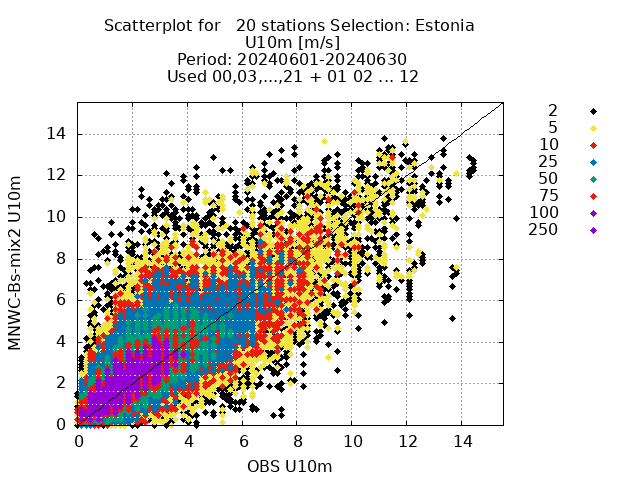 Scatterplot for   20 stations Selection: Estonia
U10m [m/s]
Period: 20240601-20240630
Used 00,03,...,21 + 01 02 ... 12
2
5
10
25
50
75
100
250
MNWC-Bs-mix2 U10m
14
12
10
8
6
4
2
0
0 2 4 6 8 10 12 14
OBS U10m